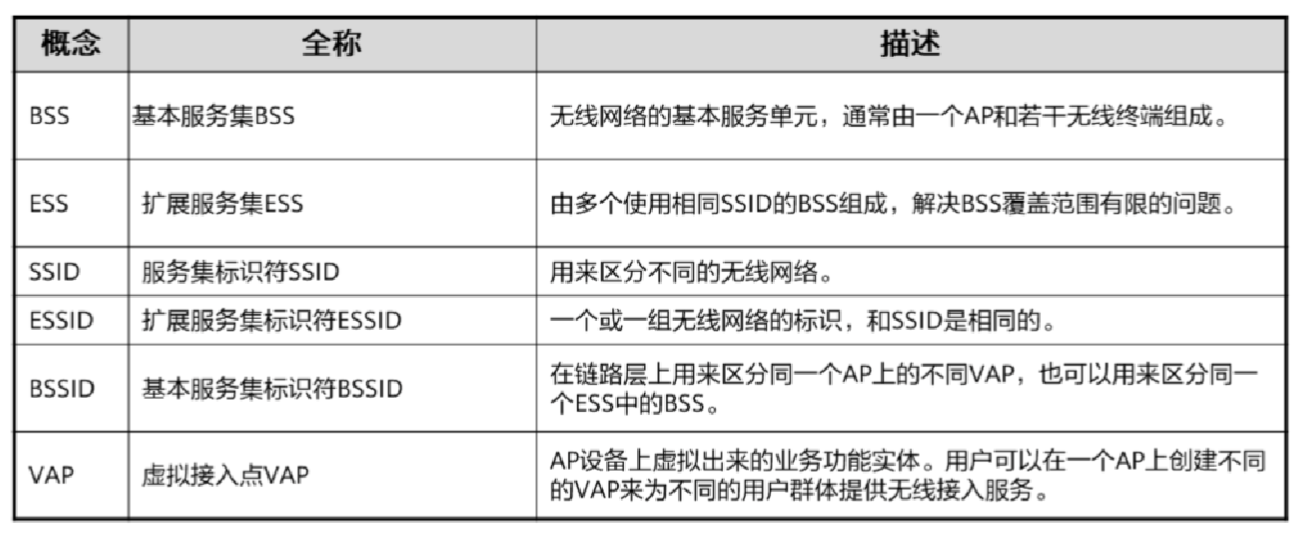 概念 全称 描述
BSS 基本服务集BSS 无线网络的基本服务单元，通常由一个AP和若干无线终端组成。
ESS 扩展服务集ESS 由多个使用相同SSID的BSS组成，解决BSS覆盖范围有限的问题。
SSID 服务集标识符SSID 用来区分不同的无线网络。
ESSID 扩展服务集标识符ESSID 一个或一组无线网络的标识，和SSID是相同的。
BSSID 基本服务集标识符BSSID 在链路层上用来区分同一个AP上的不同VAP，也可以用来区分同一
个ESS中的BSS。
VAP 虚拟接入点VAP AP设备上虚拟出来的业务功能实体。用户可以在一个AP上创建不同
的VAP来为不同的用户群体提供无线接入服务。